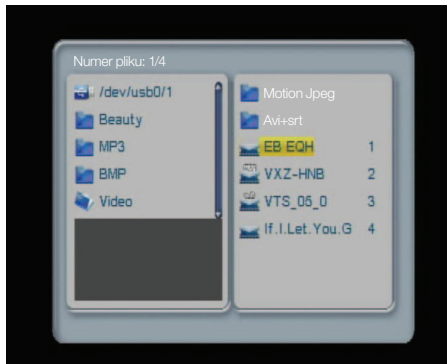 Numer pliku: 1/4
/dev/usb0/1
Beauty
MP3
BMP
Video
Motion Jpeg
Avi+srt
EB EQH 1
VXZ-HNB 2
VTS_05_0 3
If.I.Let.You.G 4